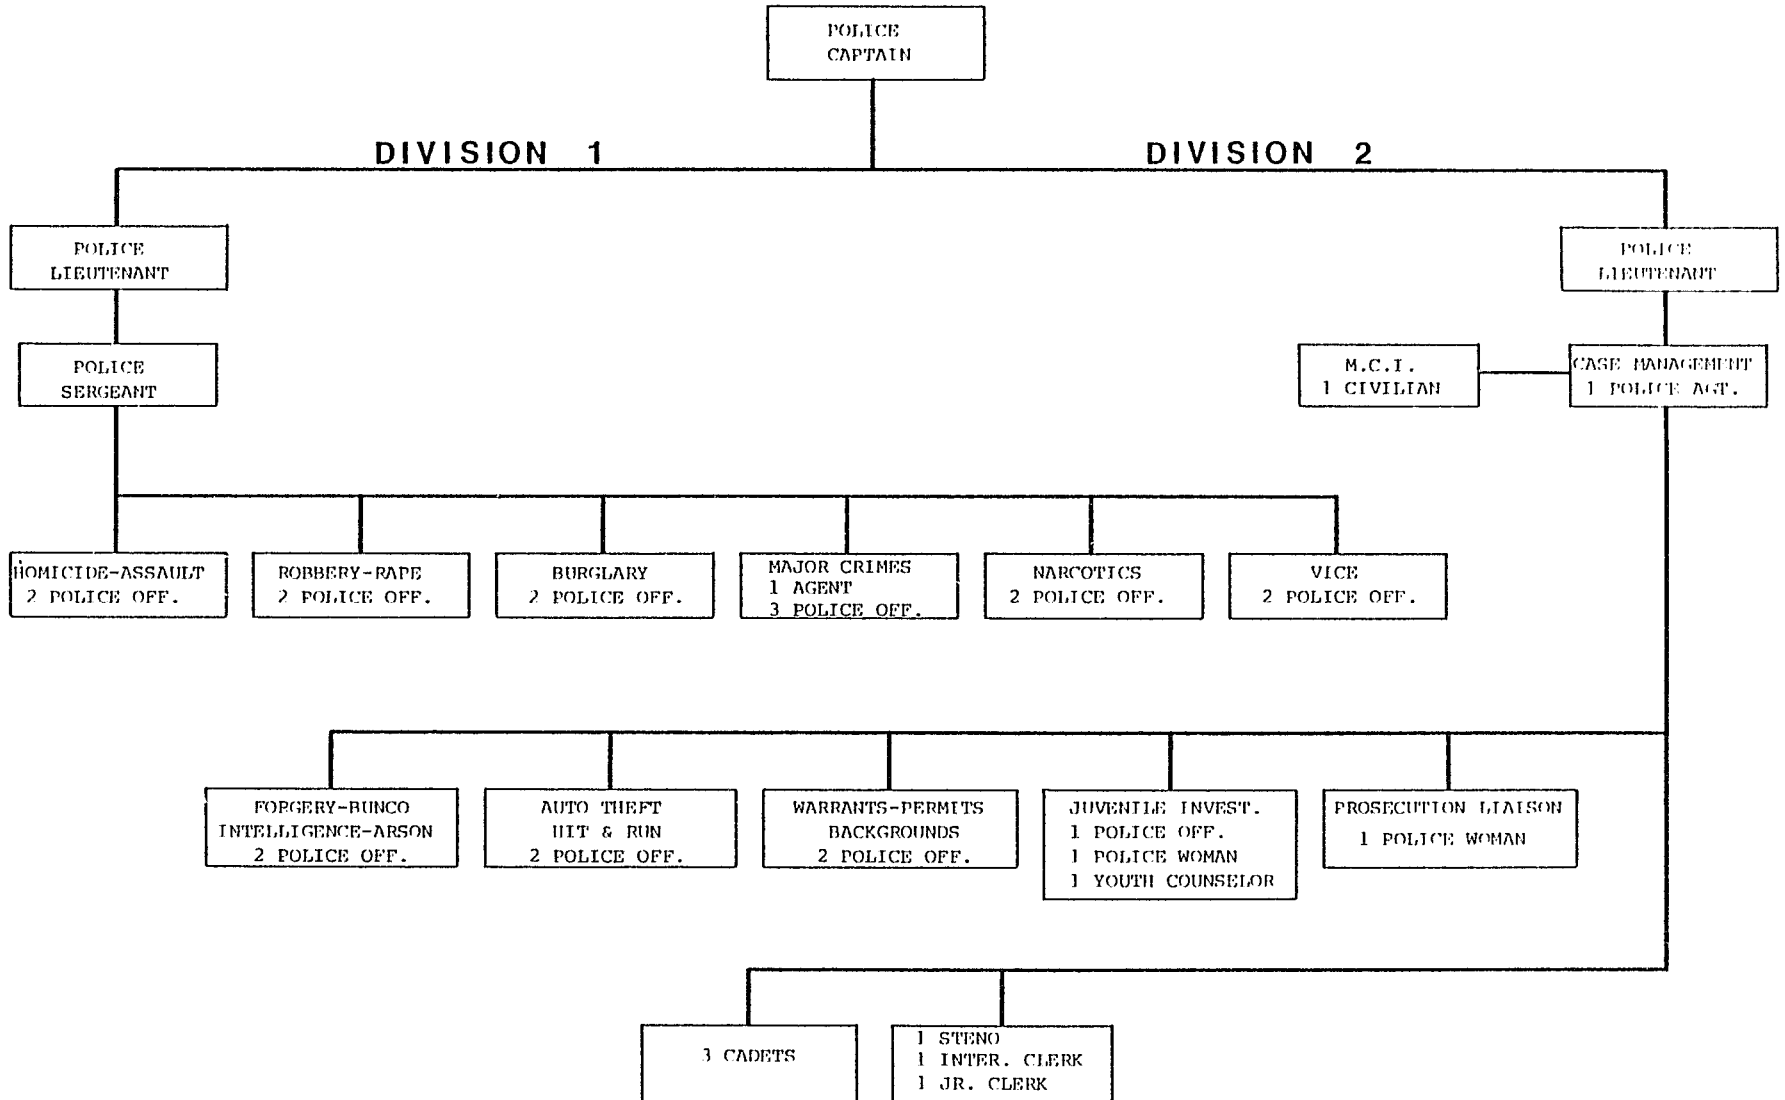 POLICE
CAPTAIN
DIVISION 1
DIVISION 2
POLICE
LIEUTENANT
POLICE
LIEUTENANT
POLICE
SERGEANT
M.C.I.
1 CIVILIAN
CASE MANAGEMENT
1 POLICE AGT.
HOMICIDE-ASSAULT
2 POLICE OFF.
ROBBERY-RAPE
2 POLICE OFF.
BURGLARY
2 POLICE OFF.
MAJOR CRIMES
1 AGENT
3 POLICE OFF.
NARCOTICS
2 POLICE OFF.
VICE
2 POLICE OFF.
FORGERY-BUNCO
INTELLIGENCE-ARSON
2 POLICE OFF.
AUTO THEFT
HIT & RUN
2 POLICE OFF.
WARRANTS-PERMITS
BACKGROUNDS
2 POLICE OFF.
JUVENILE INVEST.
1 POLICE OFF.
1 POLICE WOMAN
1 YOUTH COUNSELOR
PROSECUTION LIAISON
1 POLICE WOMAN
3 CADETS
1 STENO
1 INTER. CLERK
1 JR. CLERK